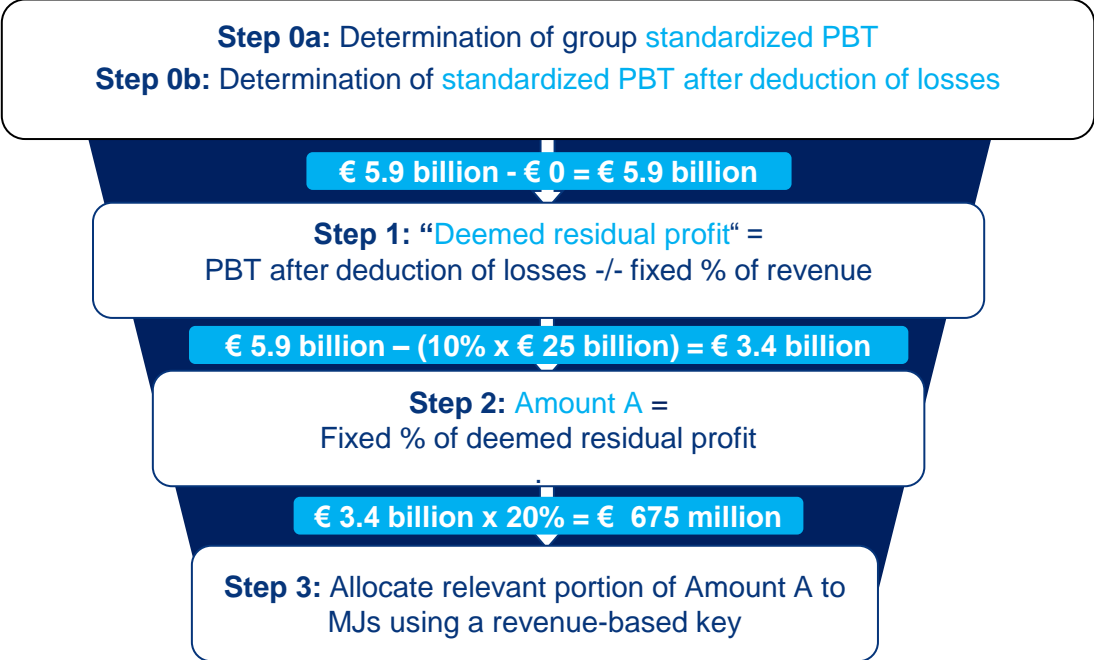 Step 0a: Determination of group standardized PBT
Step 0b: Determination of standardized PBT after deduction of losses
€ 5.9 billion - € 0 = € 5.9 billion
Step 1: “Deemed residual profit“ =
PBT after deduction of losses -/- fixed % of revenue
€ 5.9 billion – (10% x € 25 billion) = € 3.4 billion
Step 2: Amount A =
Fixed % of deemed residual profit
.
€ 3.4 billion x 20% = €  675 million
Step 3: Allocate relevant portion of Amount A to
MJs using a revenue-based key